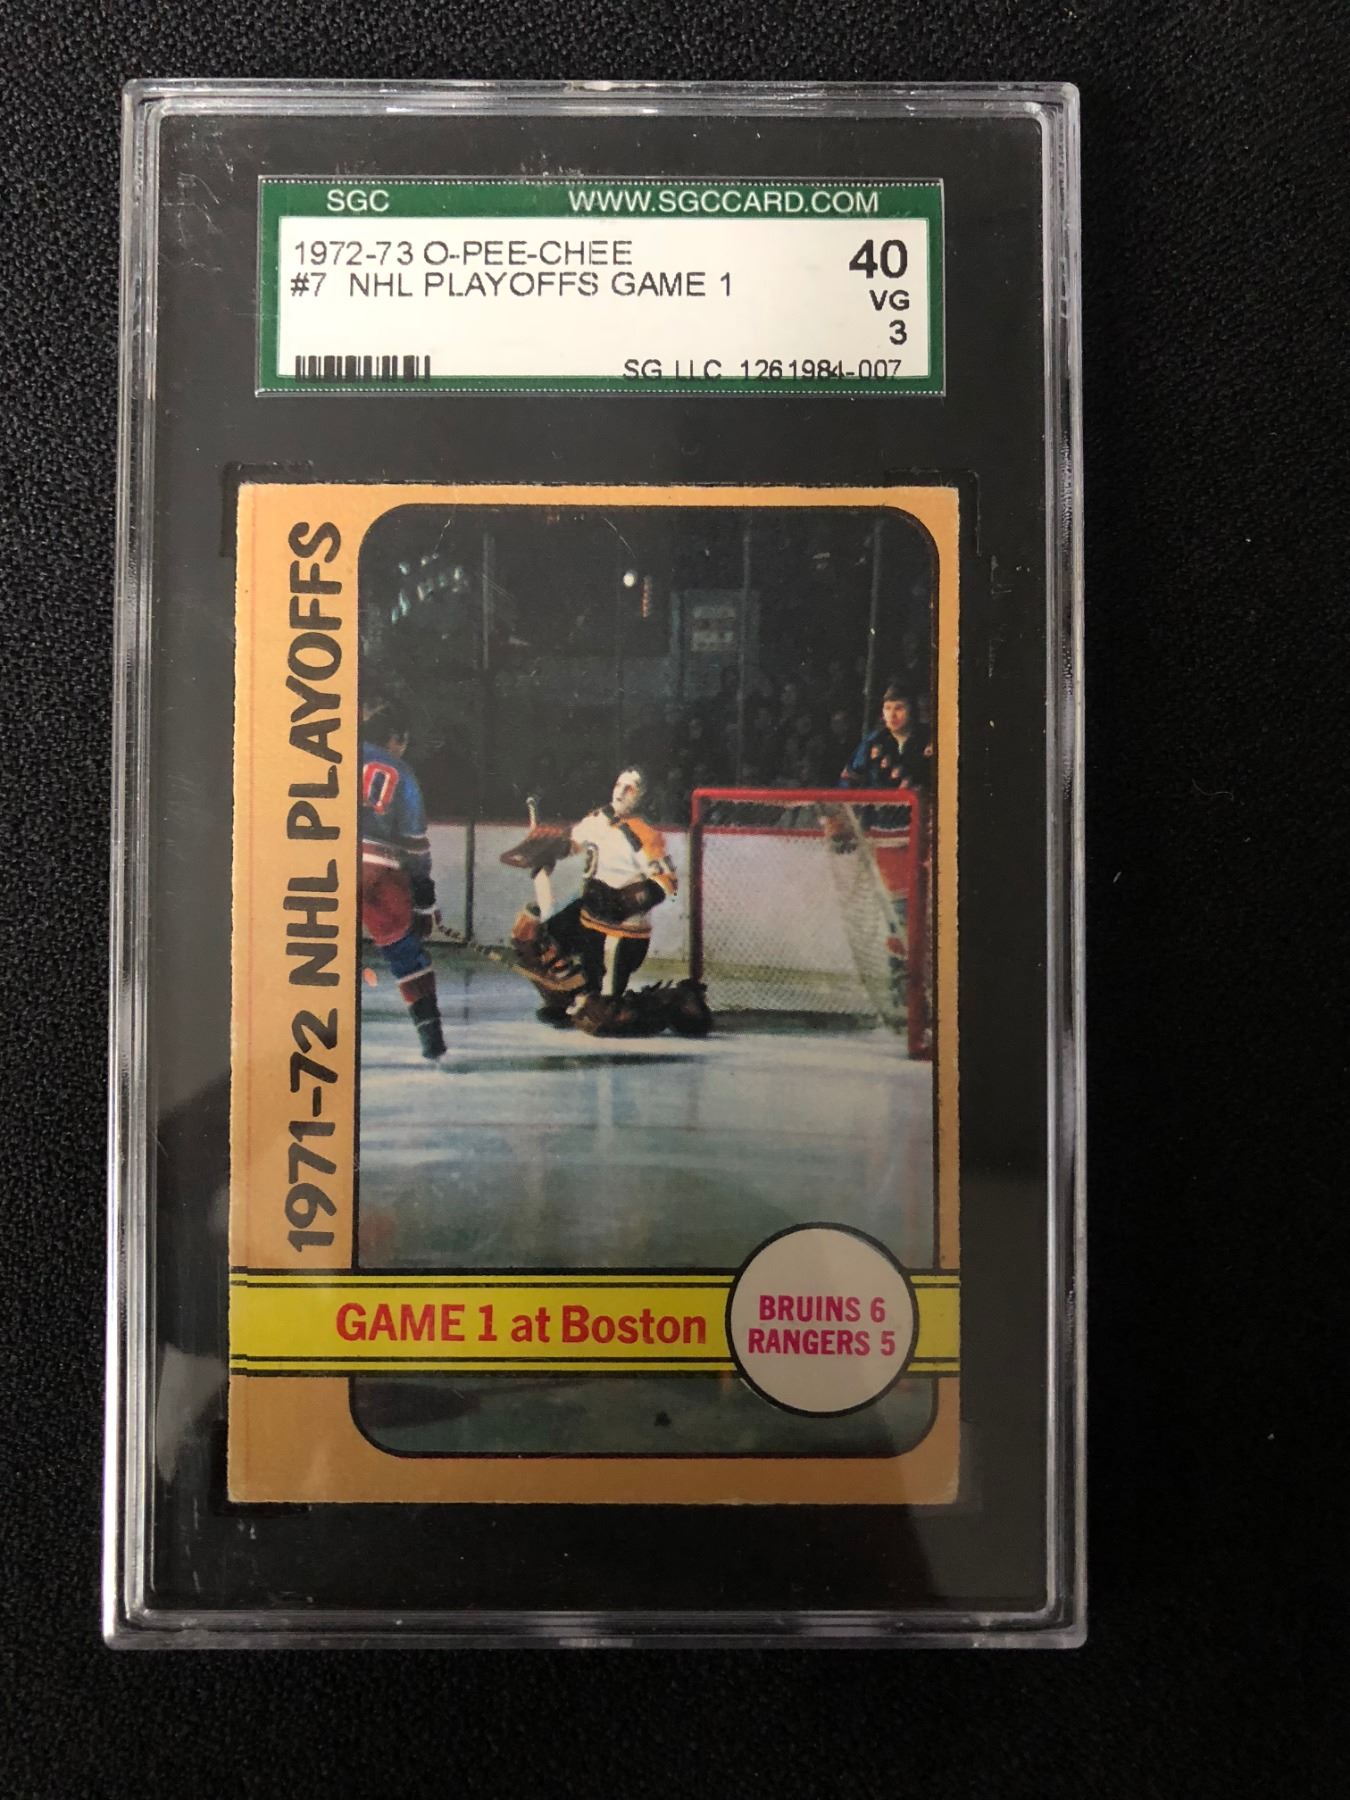 SGC WWW.SGCCARD.COM
1972-73 O-PEE-CHEE 40
#7 NHL PLAYOFFS GAME 1 VG
3
SG LLC 1261984-007
1971-72 NHL PLAYOFFS
0
GAME 1 at Boston
BRUINS 6
RANGERS 5